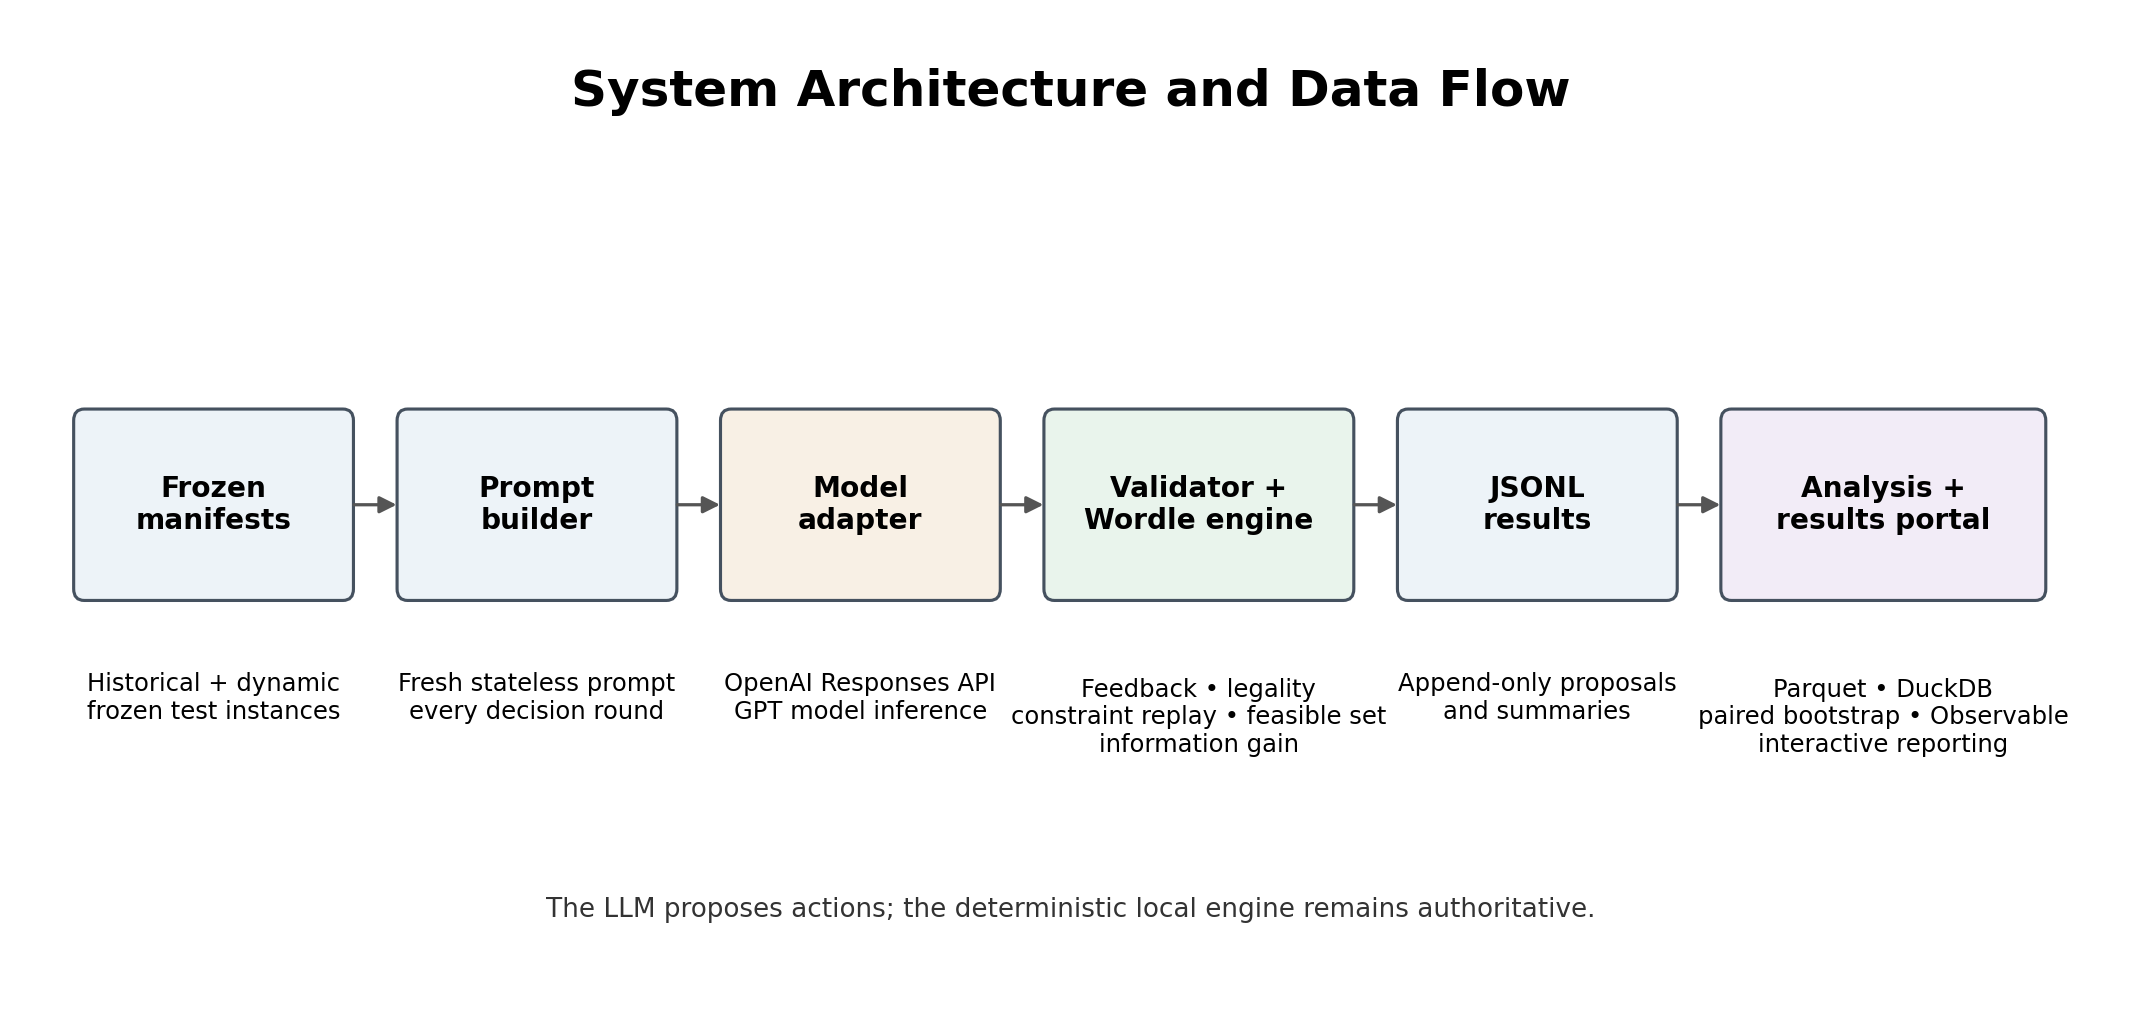 System Architecture and Data Flow
Frozen
manifests
Prompt
builder
Model
adapter
Validator +
Wordle engine
JSONL
results
Analysis +
results portal
Historical + dynamic
frozen test instances
Fresh stateless prompt
every decision round
OpenAI Responses API
GPT model inference
Feedback • legality
constraint replay • feasible set
information gain
Append-only proposals
and summaries
Parquet • DuckDB
paired bootstrap • Observable
interactive reporting
The LLM proposes actions; the deterministic local engine remains authoritative.